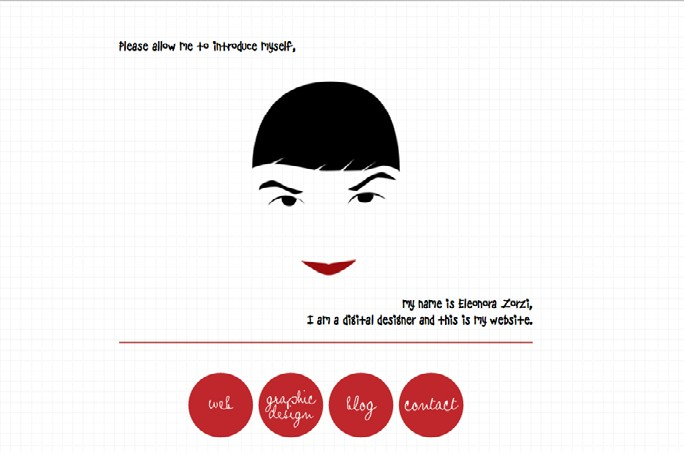 Please allow me to introduce myself,
my name is Eleonora Zorzi,
I am a digital designer and this is my website.
web
graphic
design
blog
contact